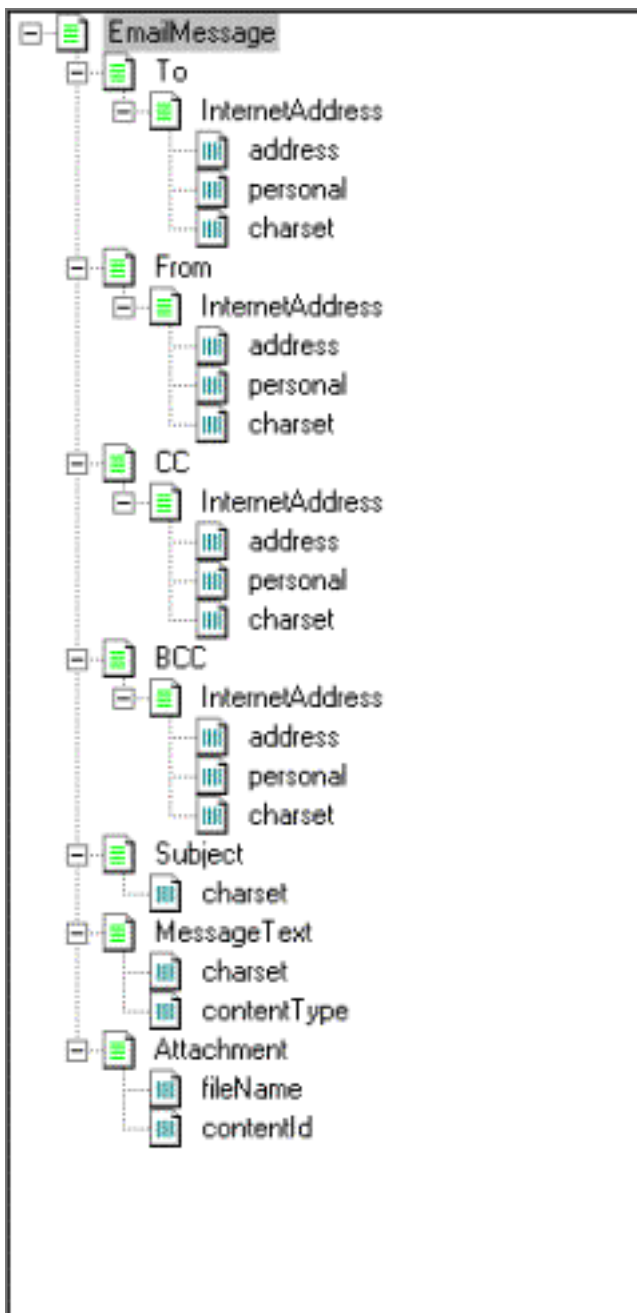 EmailMessage
To
InternetAddress
address
personal
charset
From
InternetAddress
address
personal
charset
CC
InternetAddress
address
personal
charset
BCC
InternetAddress
address
personal
charset
Subject
charset
MessageText
charset
contentType
Attachment
fileName
contentId